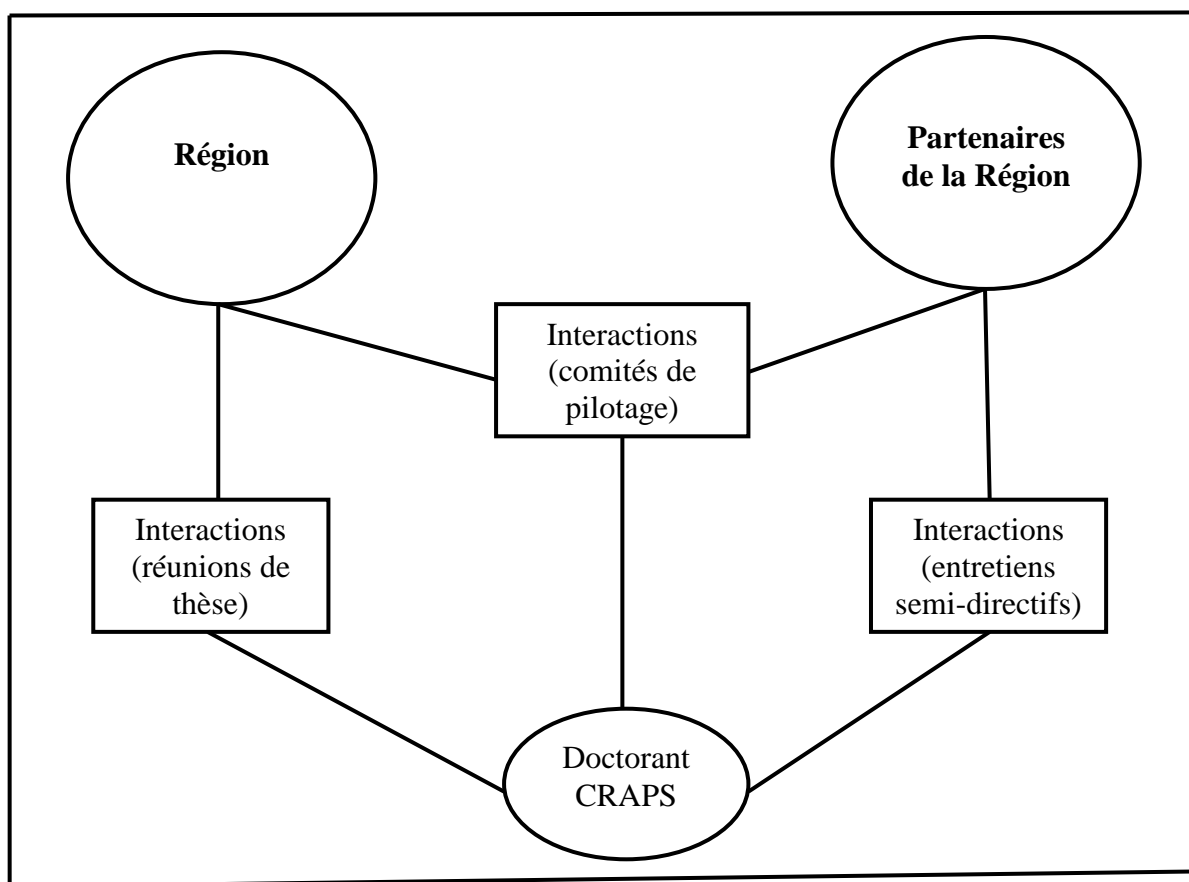 Région
Partenaires
de la Région
Interactions
(comités de
pilotage)
Interactions
(réunions de
thèse)
Interactions
(entretiens
semi-directifs)
Doctorant
CRAPS